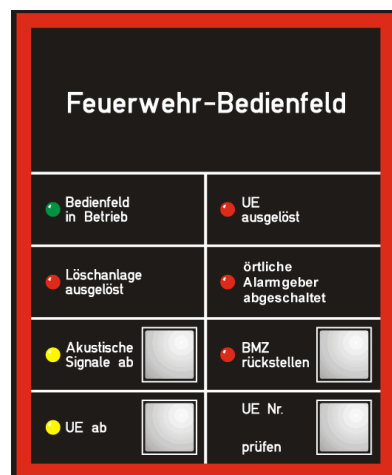 Feuerwehr-Bedienfeld
Bedienfeld
in Betrieb
UE
ausgelöst
Löschanlage
ausgelöst
örtliche
Alarmgeber
abgeschaltet
Akustische
Signale ab
BMZ
rückstellen
UE ab
UE Nr.
prüfen